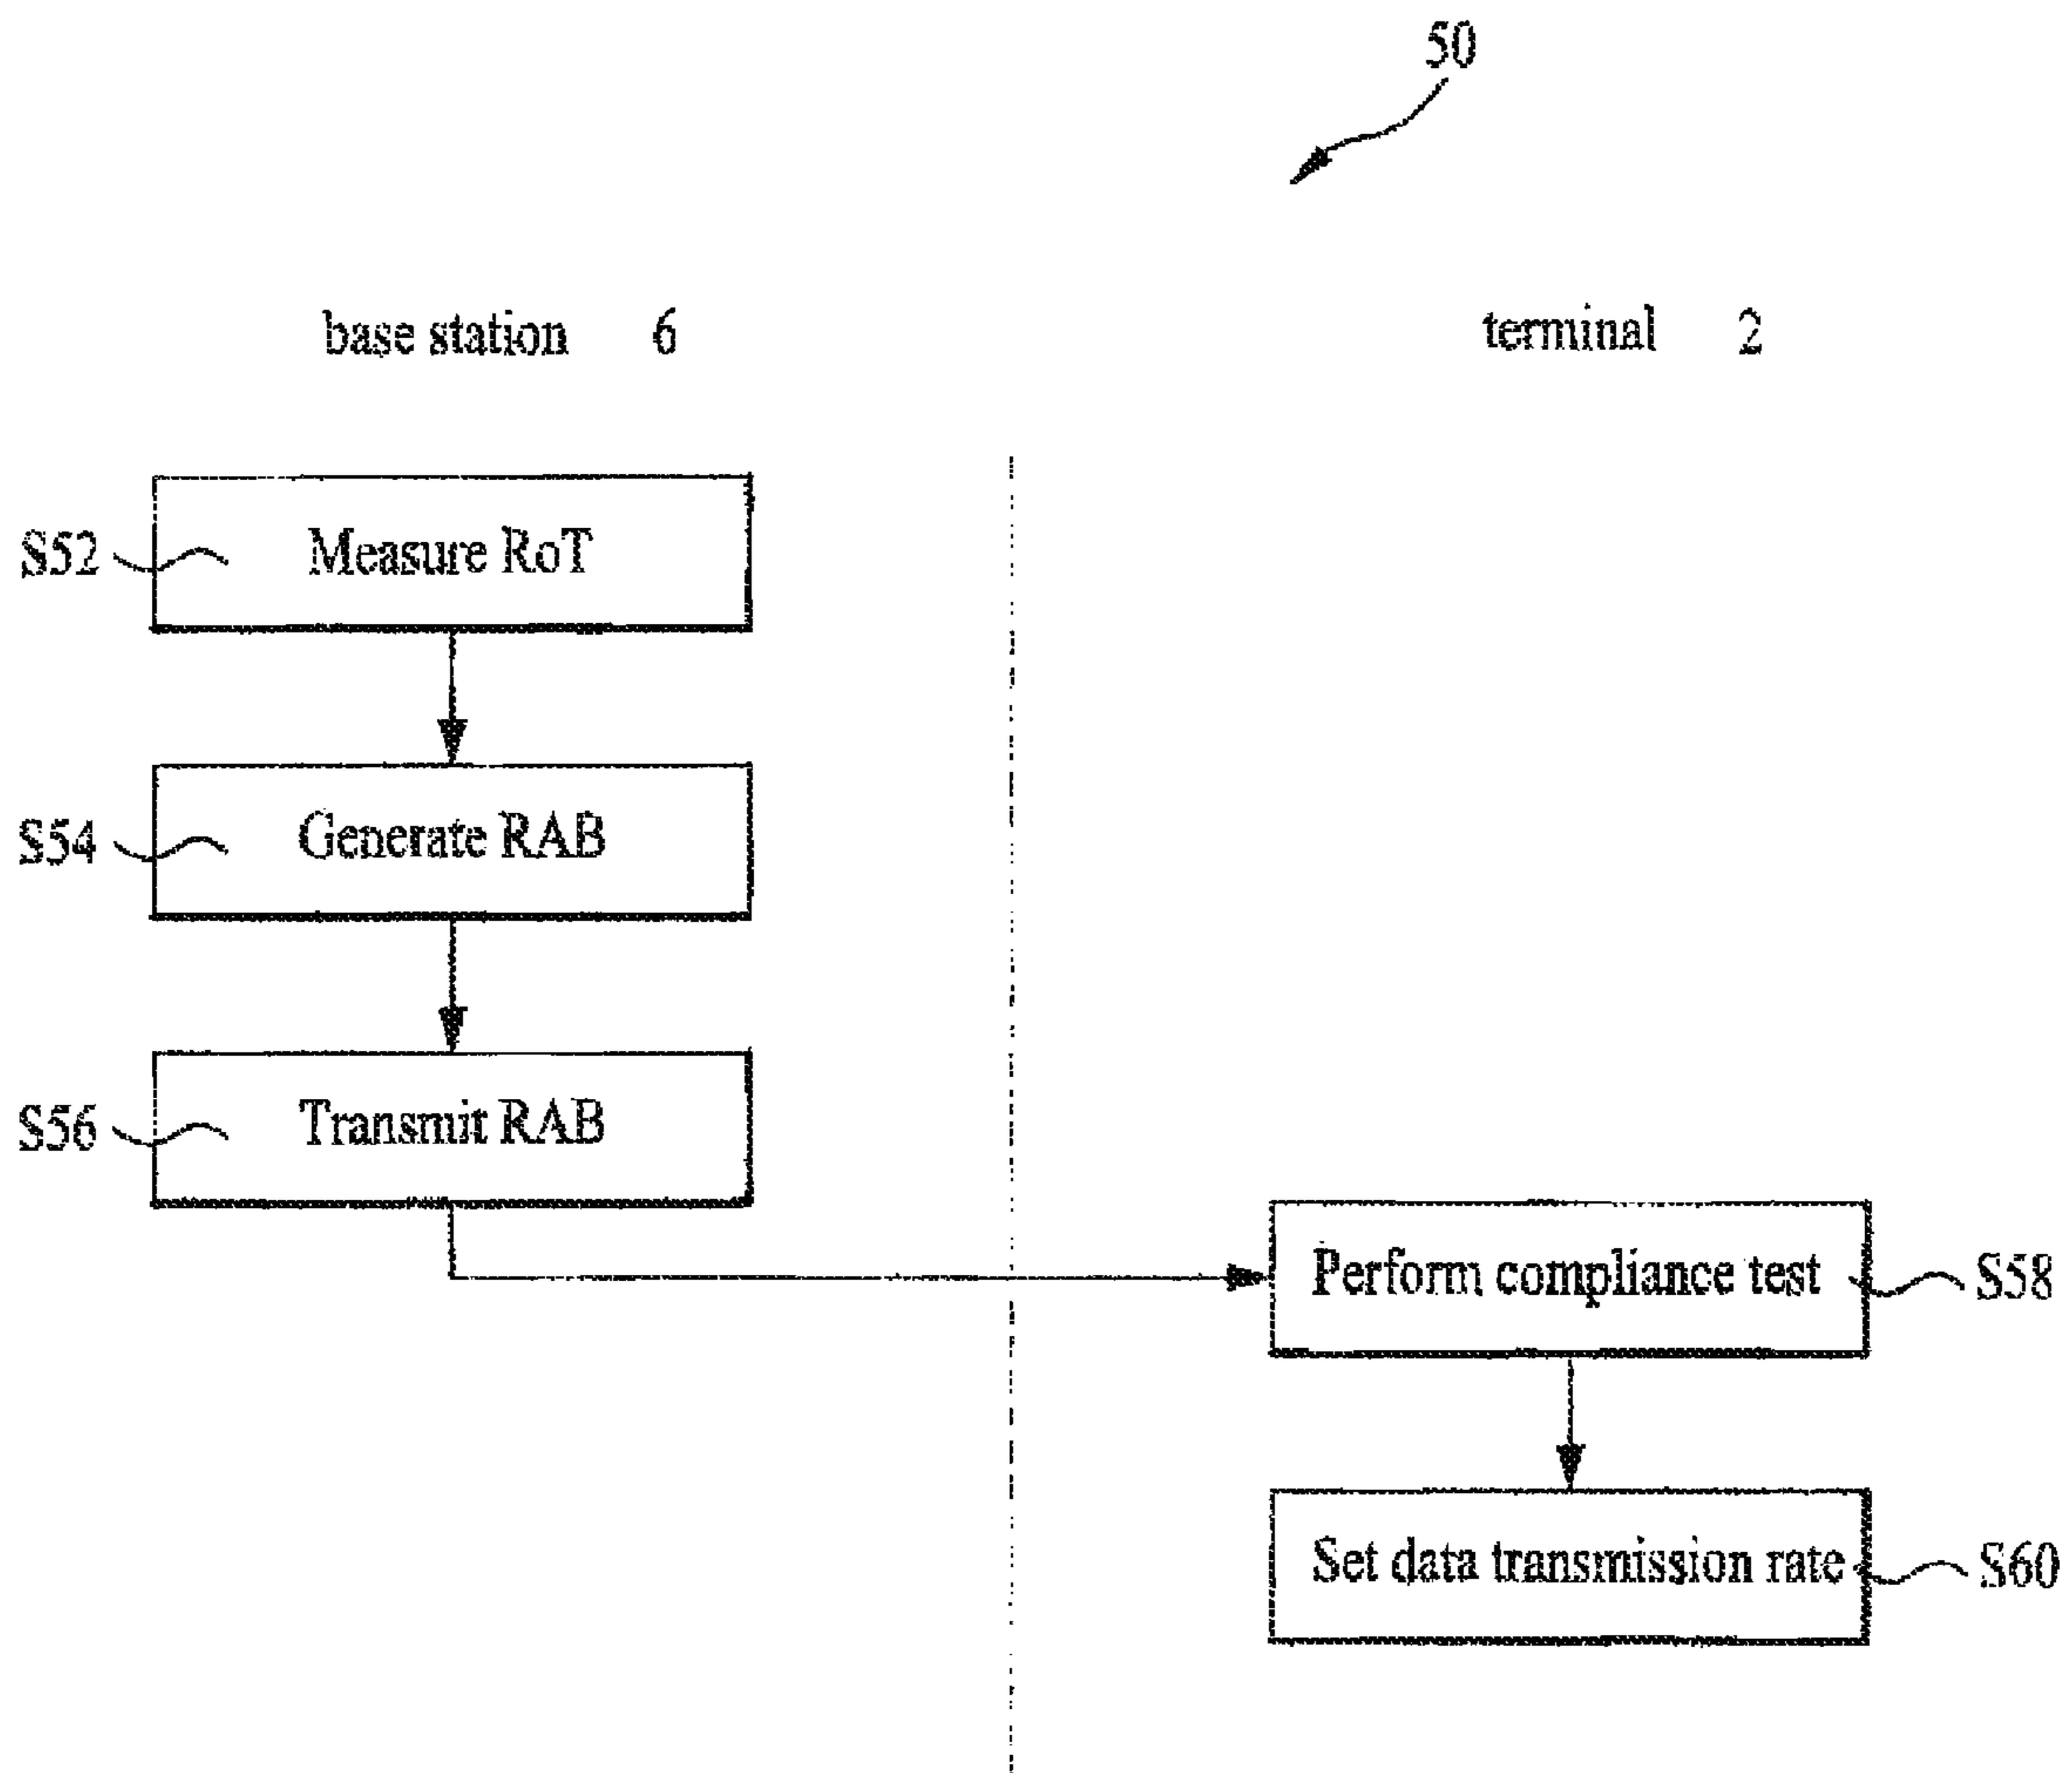 50
base station 6
terminal 2
S52
Measure RoT
S54
Generate RAB
S56
Transmit RAB
Perform compliance test
S58
Set data transmission rate
S60